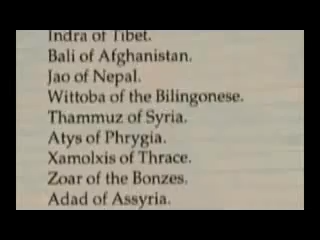 Indra of Tibet.
Bali of Afghanistan.
Jao of Nepal.
Wittoba of the Bilingonese.
Thammuz of Syria.
Atys of Phrygia.
Xamolxis of Thrace.
Zoar of the Bonzes.
Adad of Assyria.